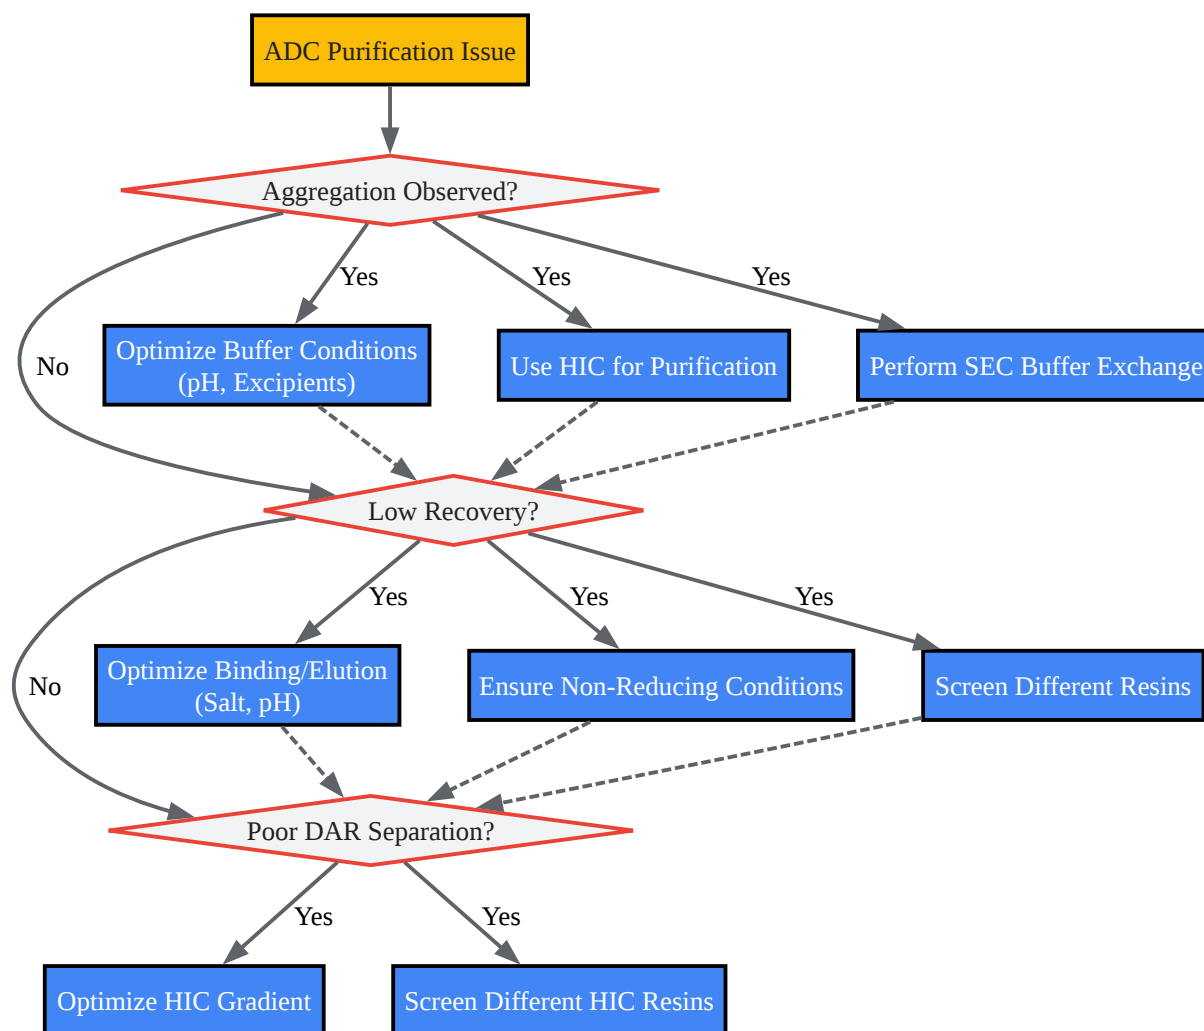 ADC Purification Issue
Aggregation Observed?
Yes
Yes
Yes
No
Optimize Buffer Conditions
(pH, Excipients)
Use HIC for Purification
Perform SEC Buffer Exchange
Low Recovery?
Yes
Yes
Yes
No
Optimize Binding/Elution
(Salt, pH)
Ensure Non-Reducing Conditions
Screen Different Resins
Poor DAR Separation?
Yes
Yes
Optimize HIC Gradient
Screen Different HIC Resins